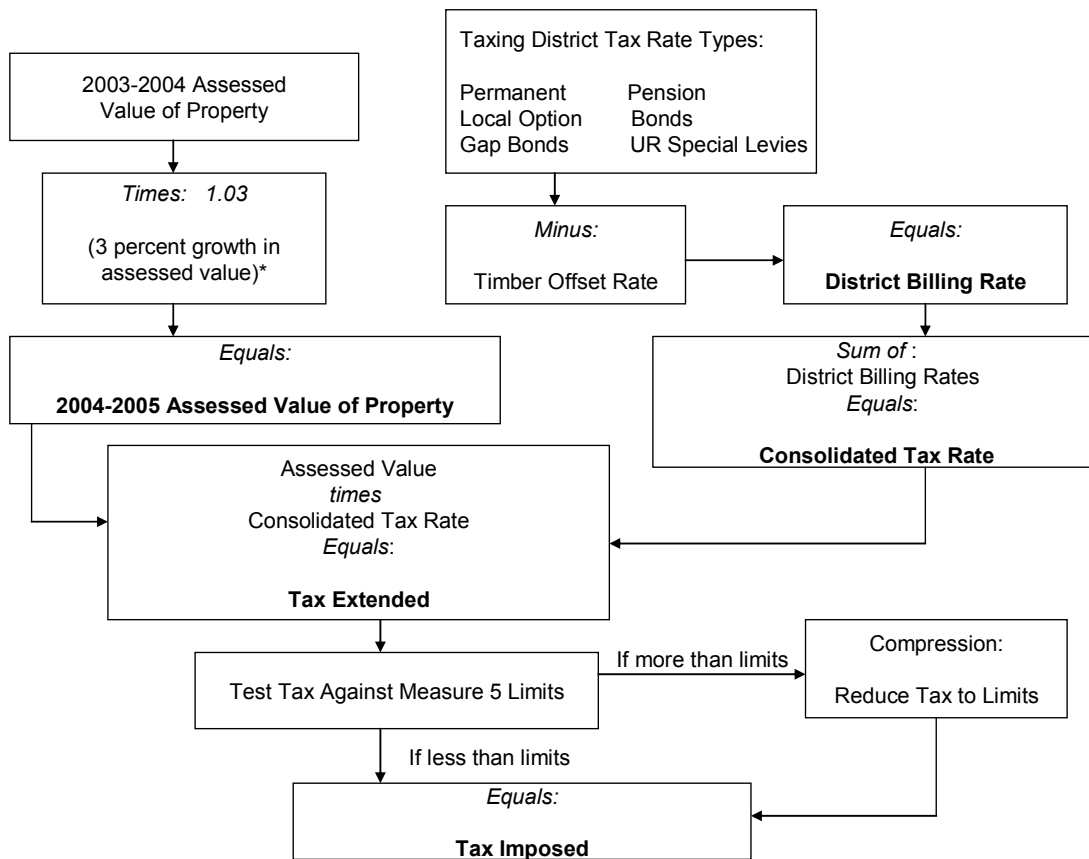 2003-2004 Assessed
Value of Property
Times: 1.03
(3 percent growth in
assessed value)*
Equals:
2004-2005 Assessed Value of Property
Taxing District Tax Rate Types:
Permanent Pension
Local Option Bonds
Gap Bonds UR Special Levies
Minus:
Timber Offset Rate
Equals:
District Billing Rate
Sum of :
District Billing Rates
Equals:
Consolidated Tax Rate
Assessed Value
times
Consolidated Tax Rate
Equals:
Tax Extended
Test Tax Against Measure 5 Limits
If more than limits
Compression:
Reduce Tax to Limits
If less than limits
Equals:
Tax Imposed